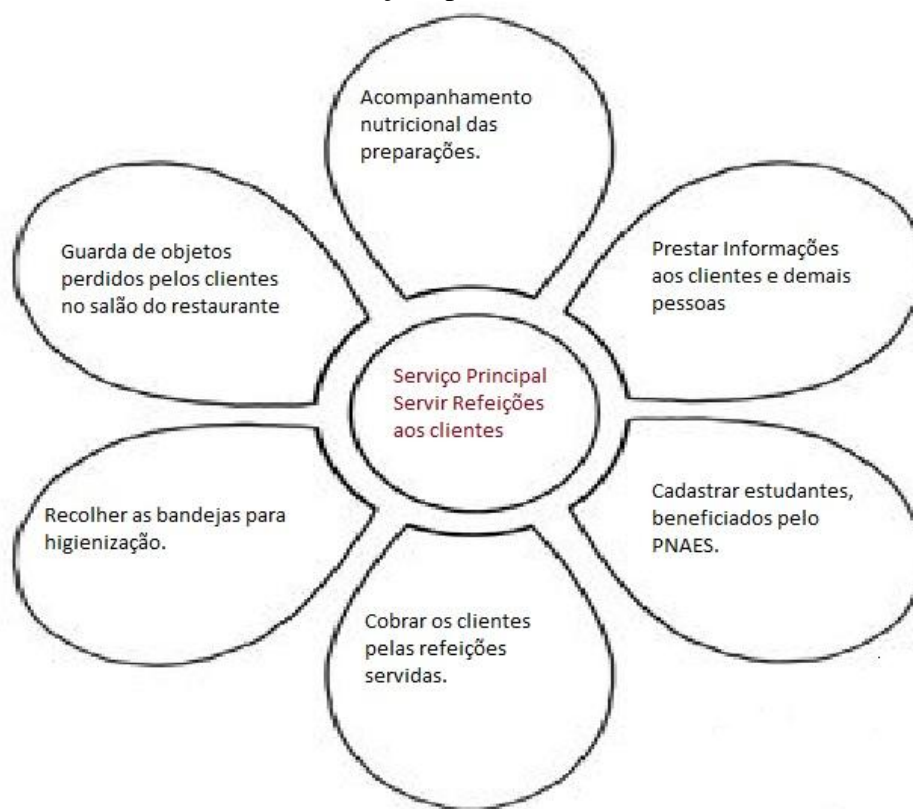 Acompanhamento
nutricional das
preparações.
Guarda de objetos
perdidos pelos clientes
no salão do restaurante
Prestar Informações
aos clientes e demais
pessoas
Serviço Principal
Servir Refeições
aos clientes
Recolher as bandejas para
higienização.
Cadastrar estudantes,
beneficiados pelo
PNAES.
Cobrar os clientes
pelas refeições
servidas.